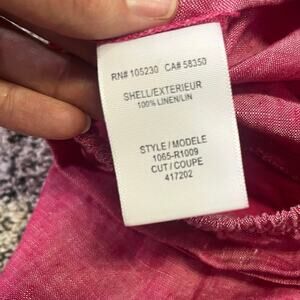 RN# 105230 CA# 58350
SHELL/EXTERIEUR
100% LINEN/LIN
STYLE/MODELE
1065-R1009
CUT/COUPE
417202